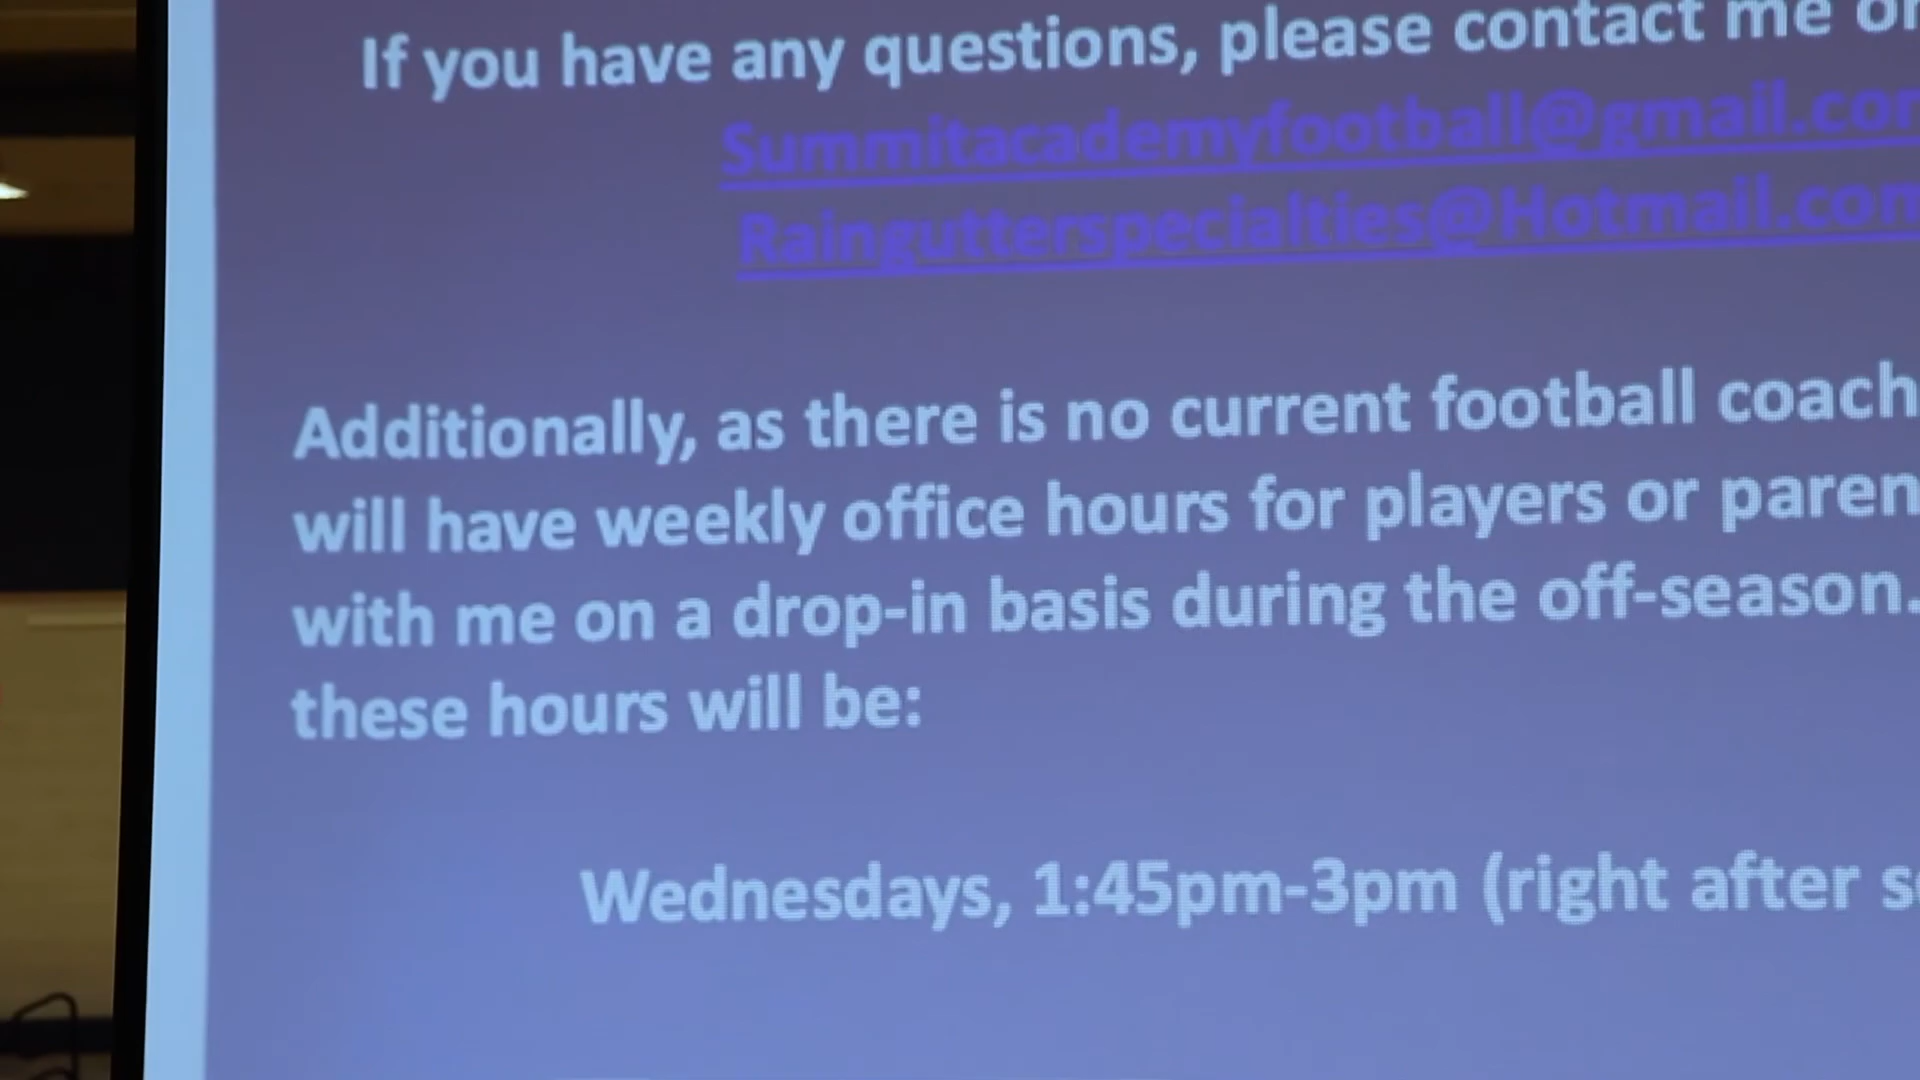 If you have any questions, please contact me
Summitacademyfootball@gmail.com
Raingutterspecialties@Hotmail.com
Additionally, as there is no current football coach
will have weekly office hours for players or paren
with me on a drop-in basis during the off-season.
these hours will be:
Wednesdays, 1:45pm-3pm (right after